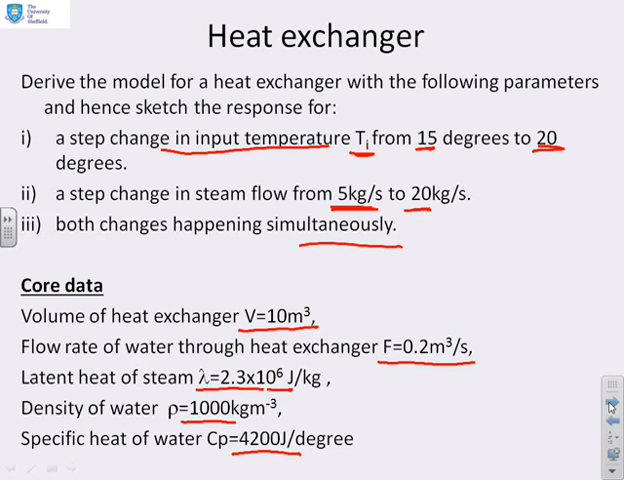 The
University
Of
Sheffield.
Heat exchanger
Derive the model for a heat exchanger with the following parameters
and hence sketch the response for:
i) a step change in input temperature Ti from 15 degrees to 20
degrees.
ii) a step change in steam flow from 5kg/s to 20kg/s.
iii) both changes happening simultaneously.
Core data
Volume of heat exchanger V=10m³,
Flow rate of water through heat exchanger F=0.2m³/s,
Latent heat of steam λ=2.3x10⁶ J/kg ,
Density of water ρ=1000kgm⁻³,
Specific heat of water Cp=4200J/degree